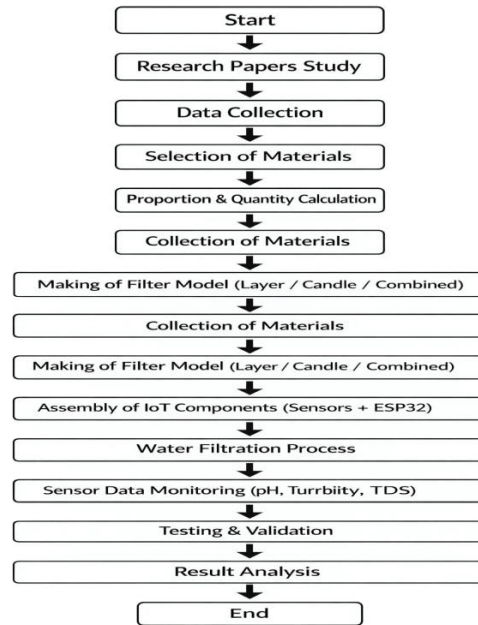 Start
Research Papers Study
Data Collection
Selection of Materials
Proportion & Quantity Calculation
Collection of Materials
Making of Filter Model (Layer / Candle / Combined)
Collection of Materials
Making of Filter Model (Layer / Candle / Combined)
Assembly of IoT Components (Sensors + ESP32)
Water Filtration Process
Sensor Data Monitoring (pH, Turrbiity, TDS)
Testing & Validation
Result Analysis
End